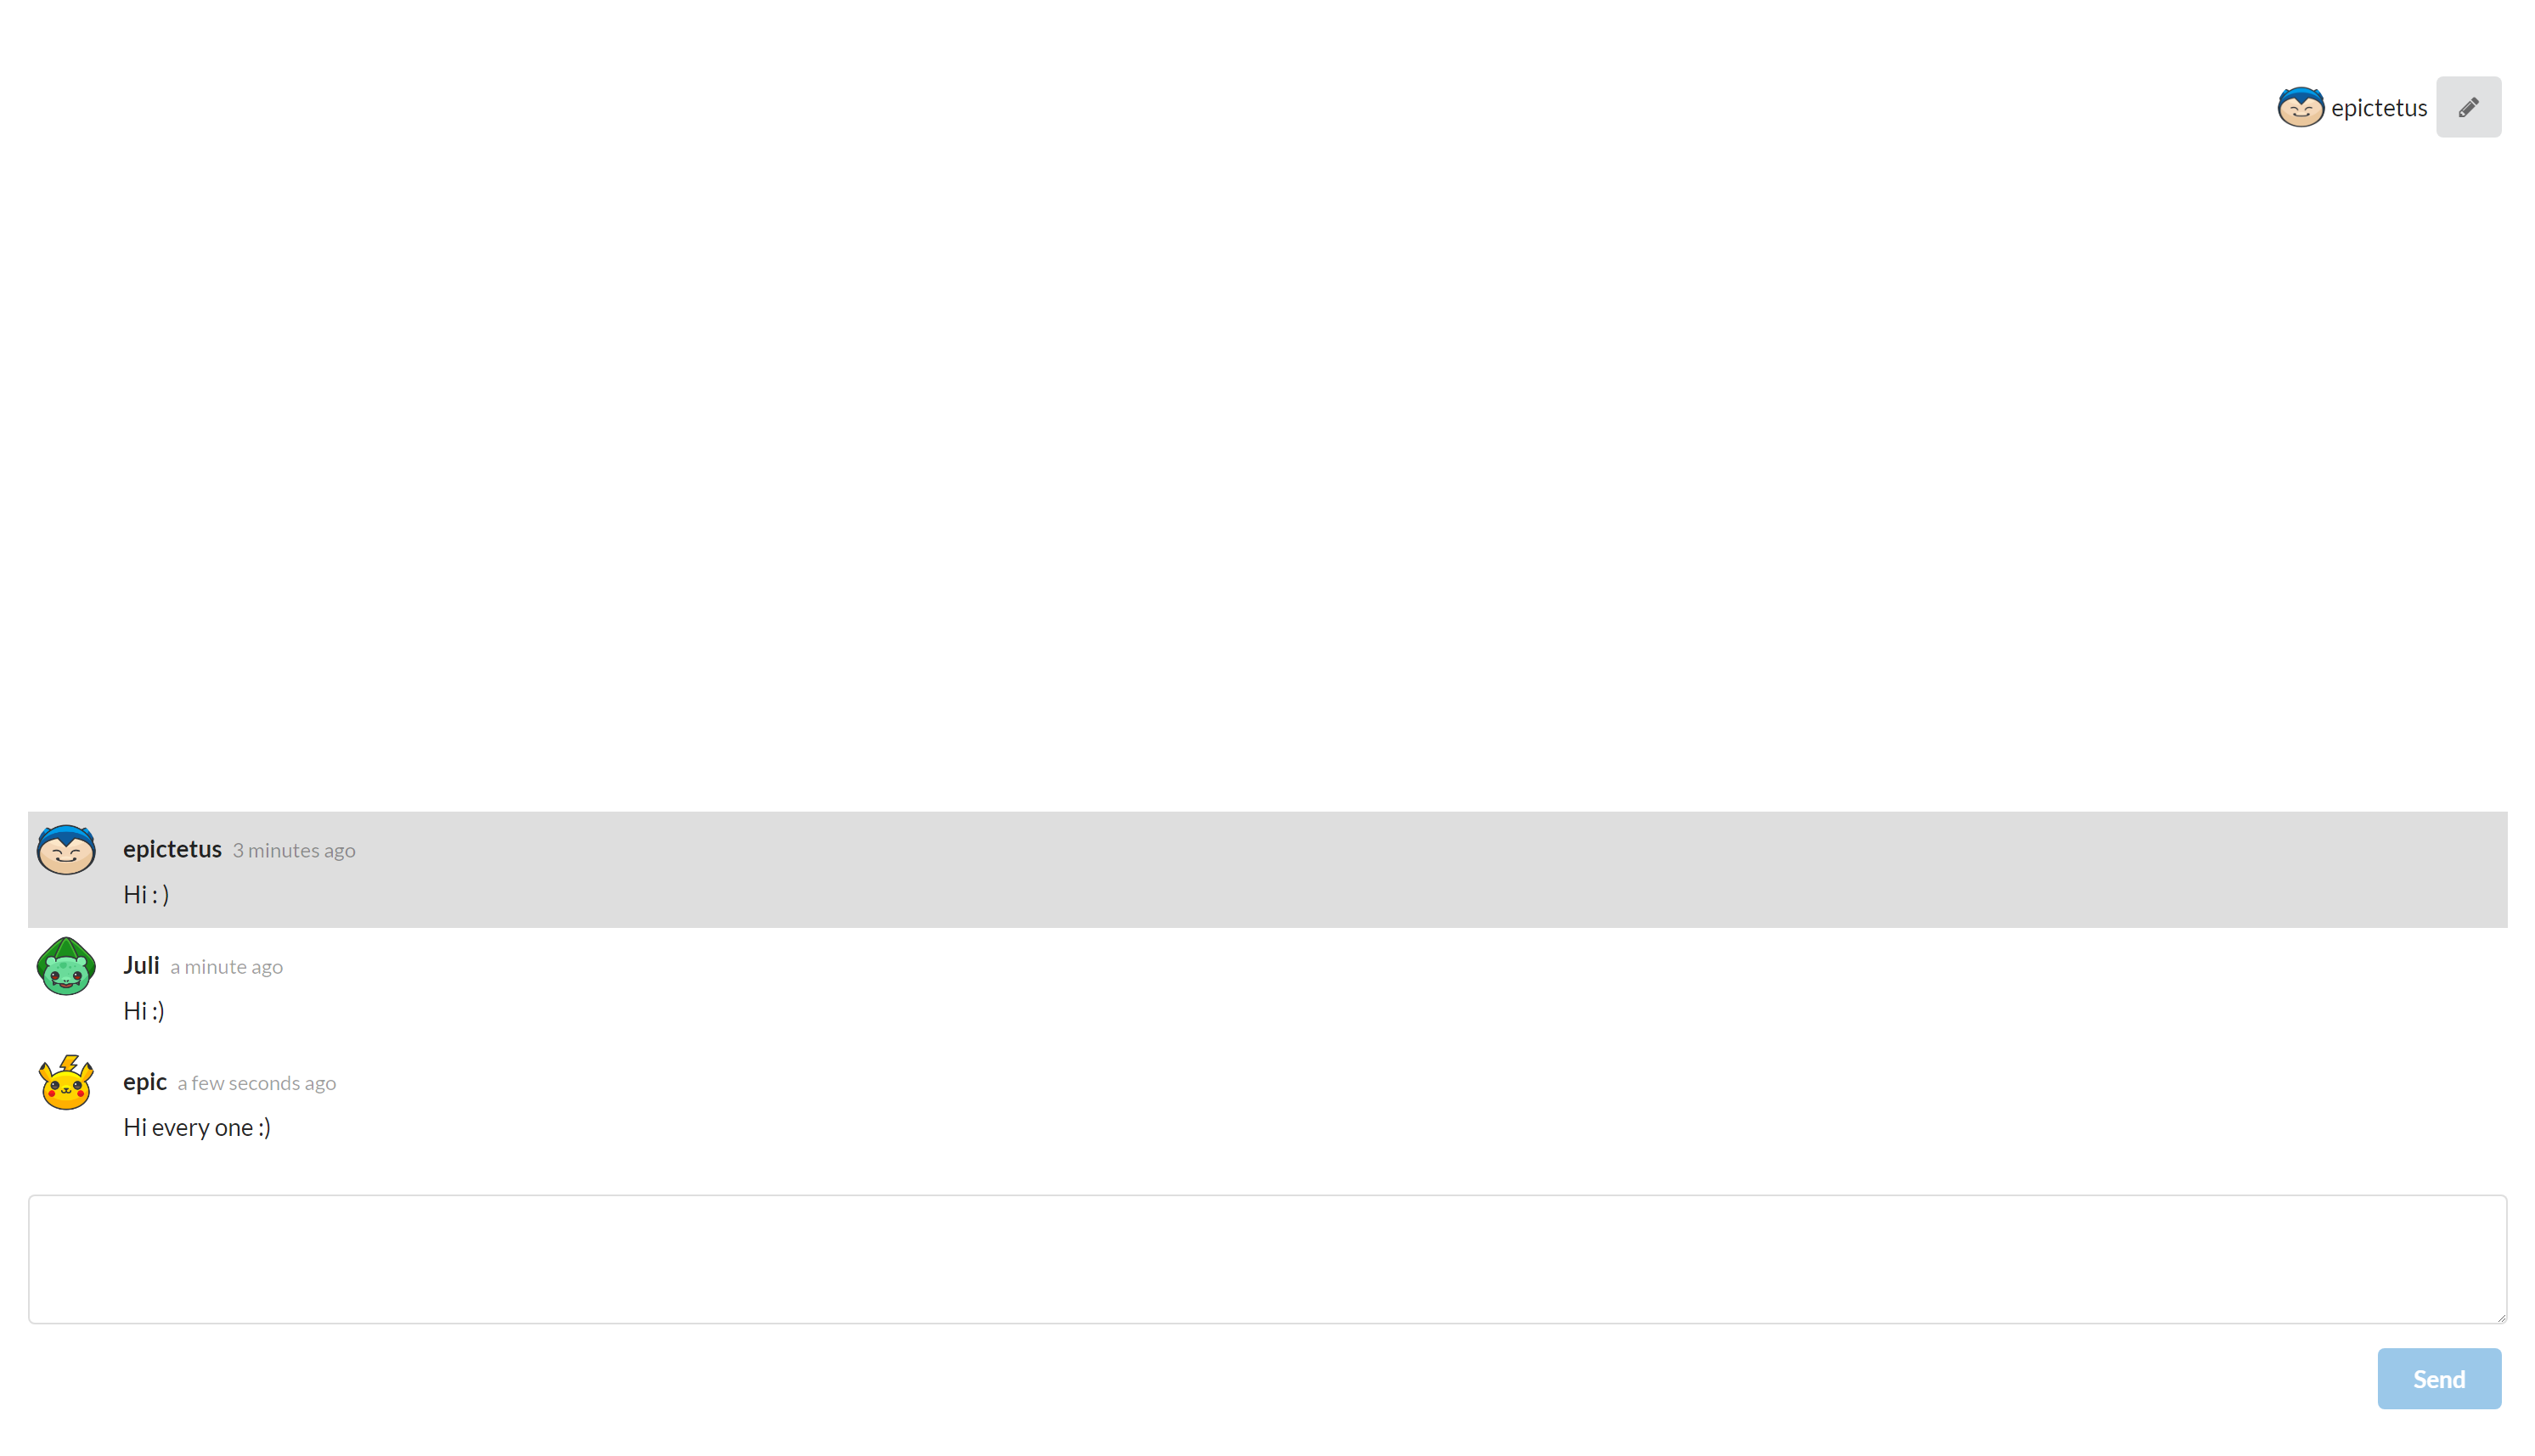 epictetus
epictetus 3 minutes ago
Hi : )
Juli a minute ago
Hi :)
epic a few seconds ago
Hi every one :)
Send